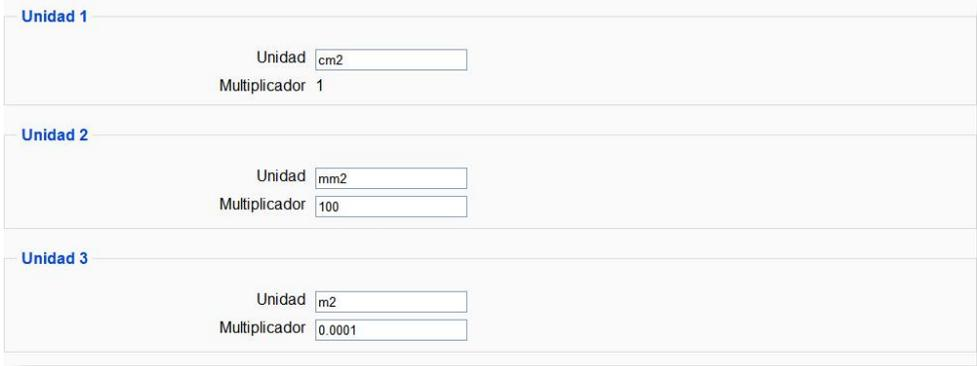 Unidad 1
Unidad cm2
Multiplicador 1
Unidad 2
Unidad mm2
Multiplicador 100
Unidad 3
Unidad m2
Multiplicador 0.0001